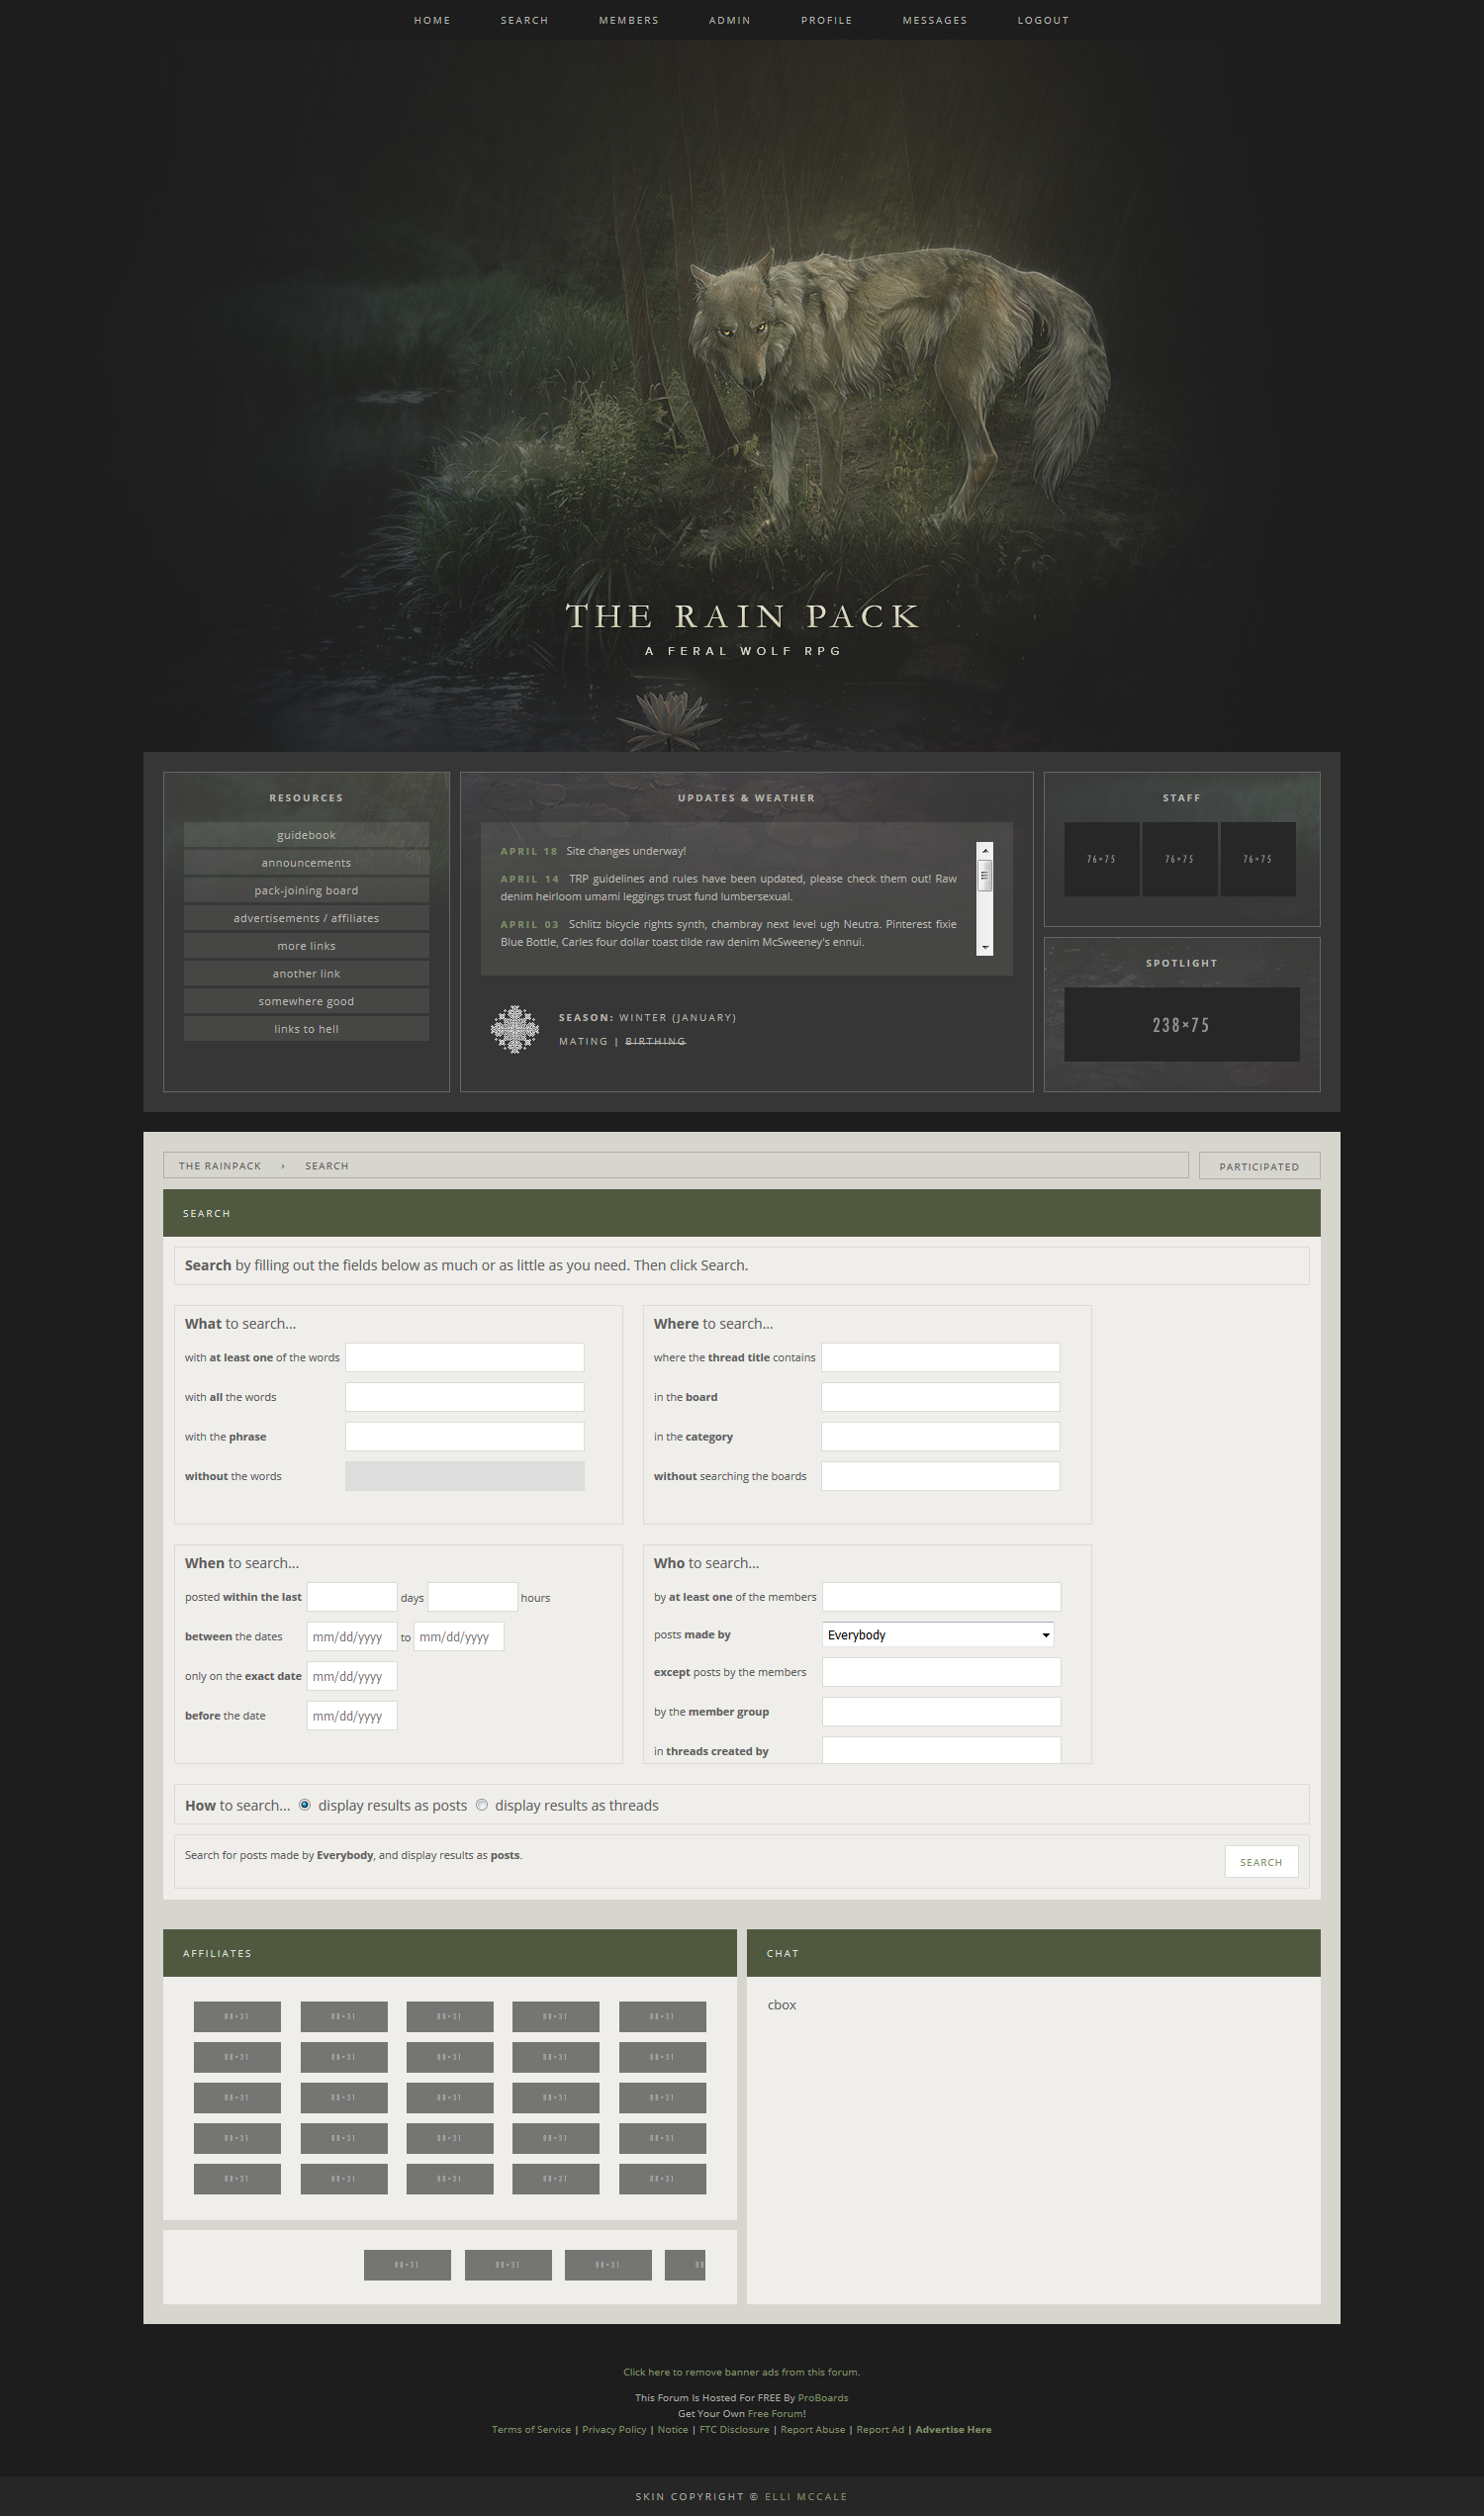 HOME SEARCH MEMBERS ADMIN PROFILE MESSAGES LOGOUT
THE RAIN PACK
A FERAL WOLF RPG
RESOURCES
guidebook
announcements
pack-joining board
advertisements / affiliates
more links
another link
somewhere good
links to hell
UPDATES & WEATHER
APRIL 18 Site changes underway!
APRIL 14 TRP guidelines and rules have been updated, please check them out! Raw
denim heirloom umami leggings trust fund lumbersexual.
APRIL 03 Schlitz bicycle rights synth, chambray next level ugh Neutra. Pinterest fixie
Blue Bottle, Carles four dollar toast tilde raw denim McSweeney's ennui.
SEASON: WINTER (JANUARY)
MATING | BIRTHING
STAFF
76×75 76×75 76×75
SPOTLIGHT
238×75
THE RAINPACK › SEARCH
PARTICIPATED
SEARCH
Search by filling out the fields below as much or as little as you need. Then click Search.
What to search...
with at least one of the words
with all the words
with the phrase
without the words
Where to search...
where the thread title contains
in the board
in the category
without searching the boards
When to search...
posted within the last days hours
between the dates mm/dd/yyyy to mm/dd/yyyy
only on the exact date mm/dd/yyyy
before the date mm/dd/yyyy
Who to search...
by at least one of the members
posts made by Everybody
except posts by the members
by the member group
in threads created by
How to search... display results as posts display results as threads
Search for posts made by Everybody, and display results as posts.
SEARCH
AFFILIATES
88×31 88×31 88×31 88×31 88×31
88×31 88×31 88×31 88×31 88×31
88×31 88×31 88×31 88×31 88×31
88×31 88×31 88×31 88×31 88×31
88×31 88×31 88×31 88×31 88×31
88×31 88×31 88×31 88
CHAT
cbox
Click here to remove banner ads from this forum.
This Forum Is Hosted For FREE By ProBoards
Get Your Own Free Forum!
Terms of Service | Privacy Policy | Notice | FTC Disclosure | Report Abuse | Report Ad | Advertise Here
SKIN COPYRIGHT © ELLI MCCALE